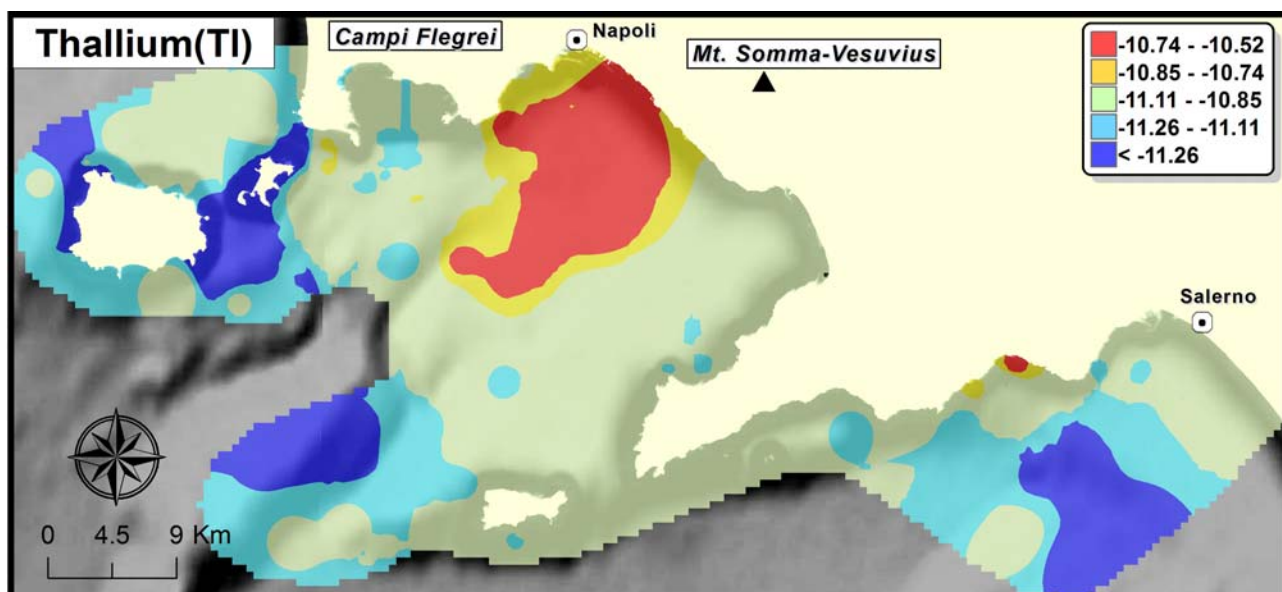 Thallium(Tl)
Campi Flegrei
Napoli
Mt. Somma-Vesuvius
-10.74 - -10.52
-10.85 - -10.74
-11.11 - -10.85
-11.26 - -11.11
< -11.26
Salerno
0 4.5 9 Km